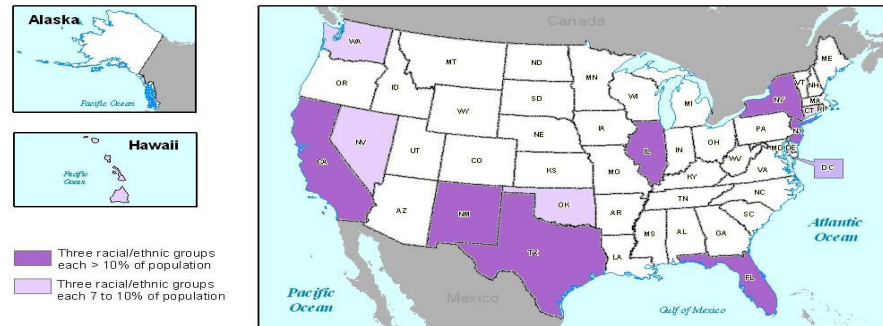 Alaska
Pacific Ocean
Hawaii
Pacific
Ocean
Three racial/ethnic groups
each > 10% of population
Three racial/ethnic groups
each 7 to 10% of population
Canada
WA
MT
ND
MN
ME
OR
ID
SD
WI
MI
VT
NH
NY
MA
CT
RI
WY
IA
NE
PA
NJ
NV
UT
CO
IL
IN
OH
MD
DE
DC
CA
KS
MO
WV
VA
KY
NC
TN
AZ
NM
OK
AR
SC
MS
AL
GA
TX
LA
FL
Atlantic
Ocean
Pacific
Ocean
Mexico
Gulf of Mexico